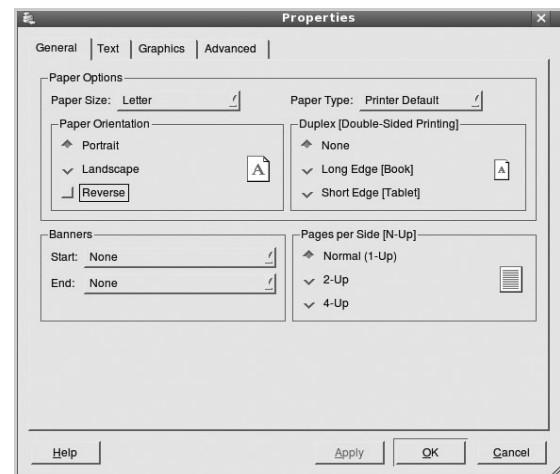 Properties
General Text Graphics Advanced
Paper Options
Paper Size: Letter
Paper Type: Printer Default
Paper Orientation
Portrait
Landscape
Reverse
A
Duplex [Double-Sided Printing]
None
Long Edge [Book]
Short Edge [Tablet]
A
Banners
Start: None
End: None
Pages per Side [N-Up]
Normal (1-Up)
2-Up
4-Up
Help Apply OK Cancel